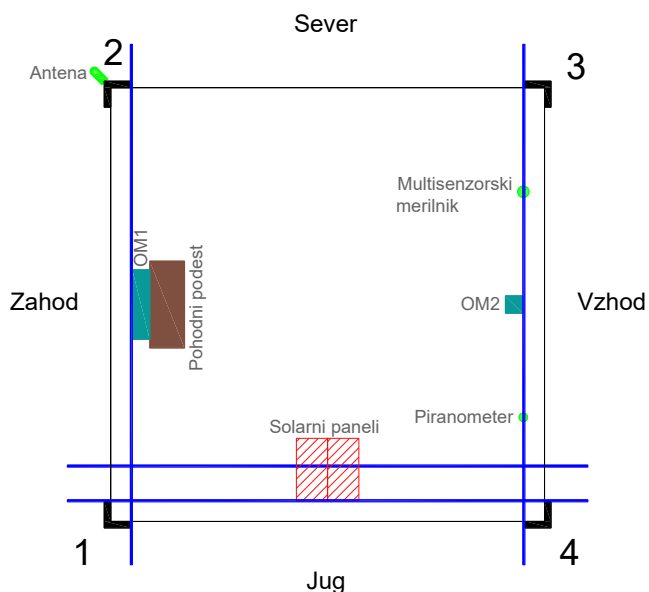 Sever
2
3
Antena
Multisenzorski
merilnik
OM1
Pohodni podest
Zahod
OM2
Vzhod
Solarni paneli
Piranometer
1
4
Jug